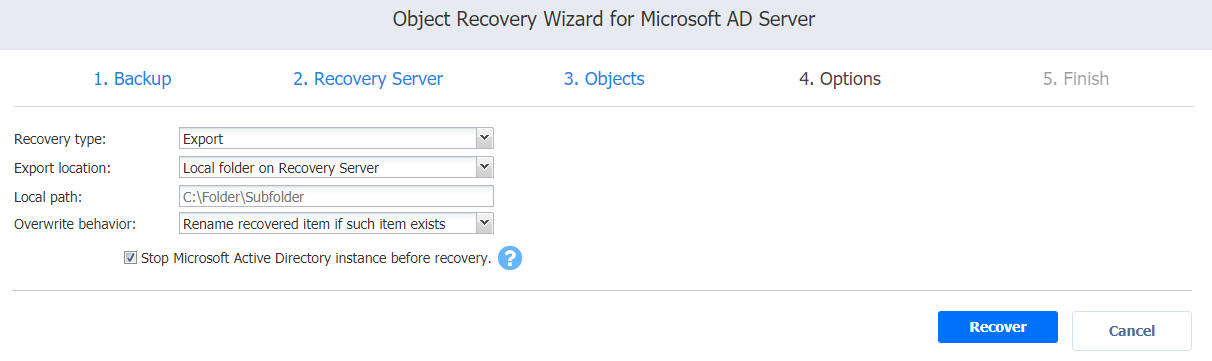 Object Recovery Wizard for Microsoft AD Server
1. Backup 2. Recovery Server 3. Objects 4. Options 5. Finish
Recovery type: Export
Export location: Local folder on Recovery Server
Local path: C:\Folder\Subfolder
Overwrite behavior: Rename recovered item if such item exists
Stop Microsoft Active Directory instance before recovery. ?
Recover Cancel